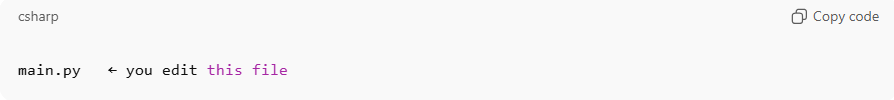 csharp
Copy code
main.py   ← you edit this file